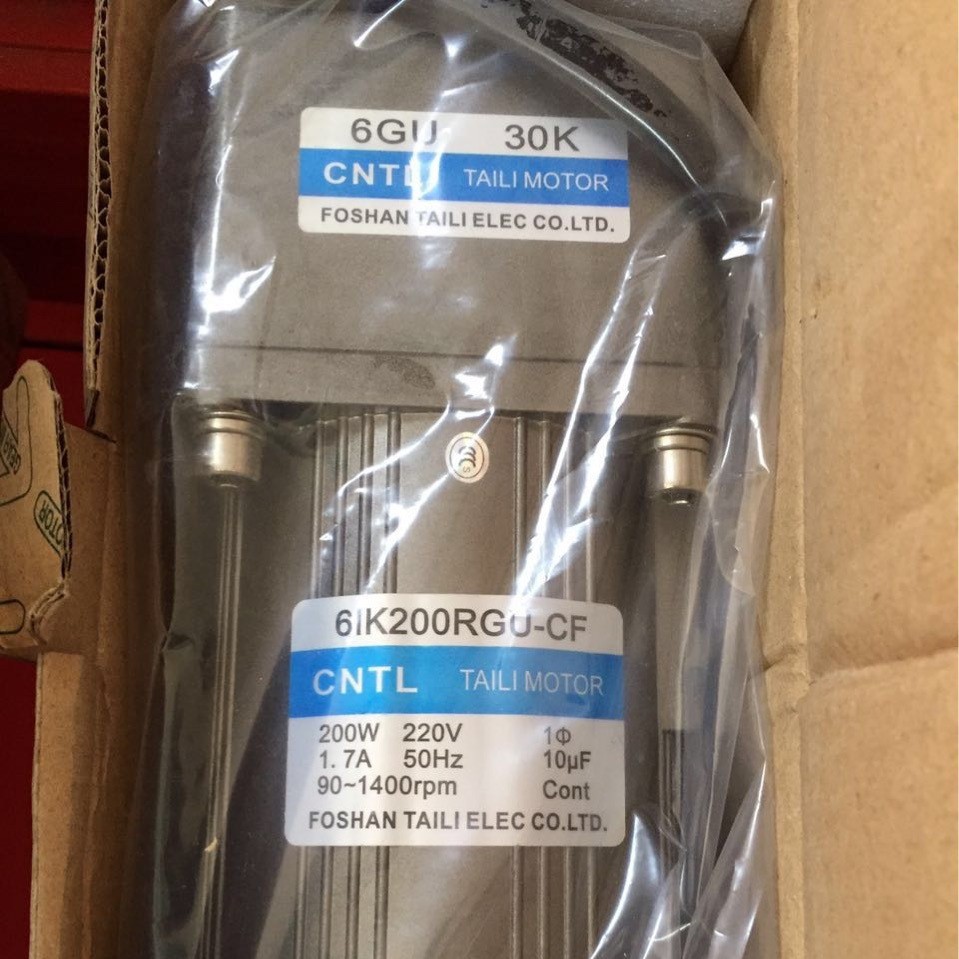 6GU 30K
CNTL TAILI MOTOR
FOSHAN TAILI ELEC CO.LTD.
6IK200RGU-CF
CNTL TAILI MOTOR
200W 220V 1Φ
1.7A 50Hz 10µF
90~1400rpm Cont
FOSHAN TAILI ELEC CO.LTD.